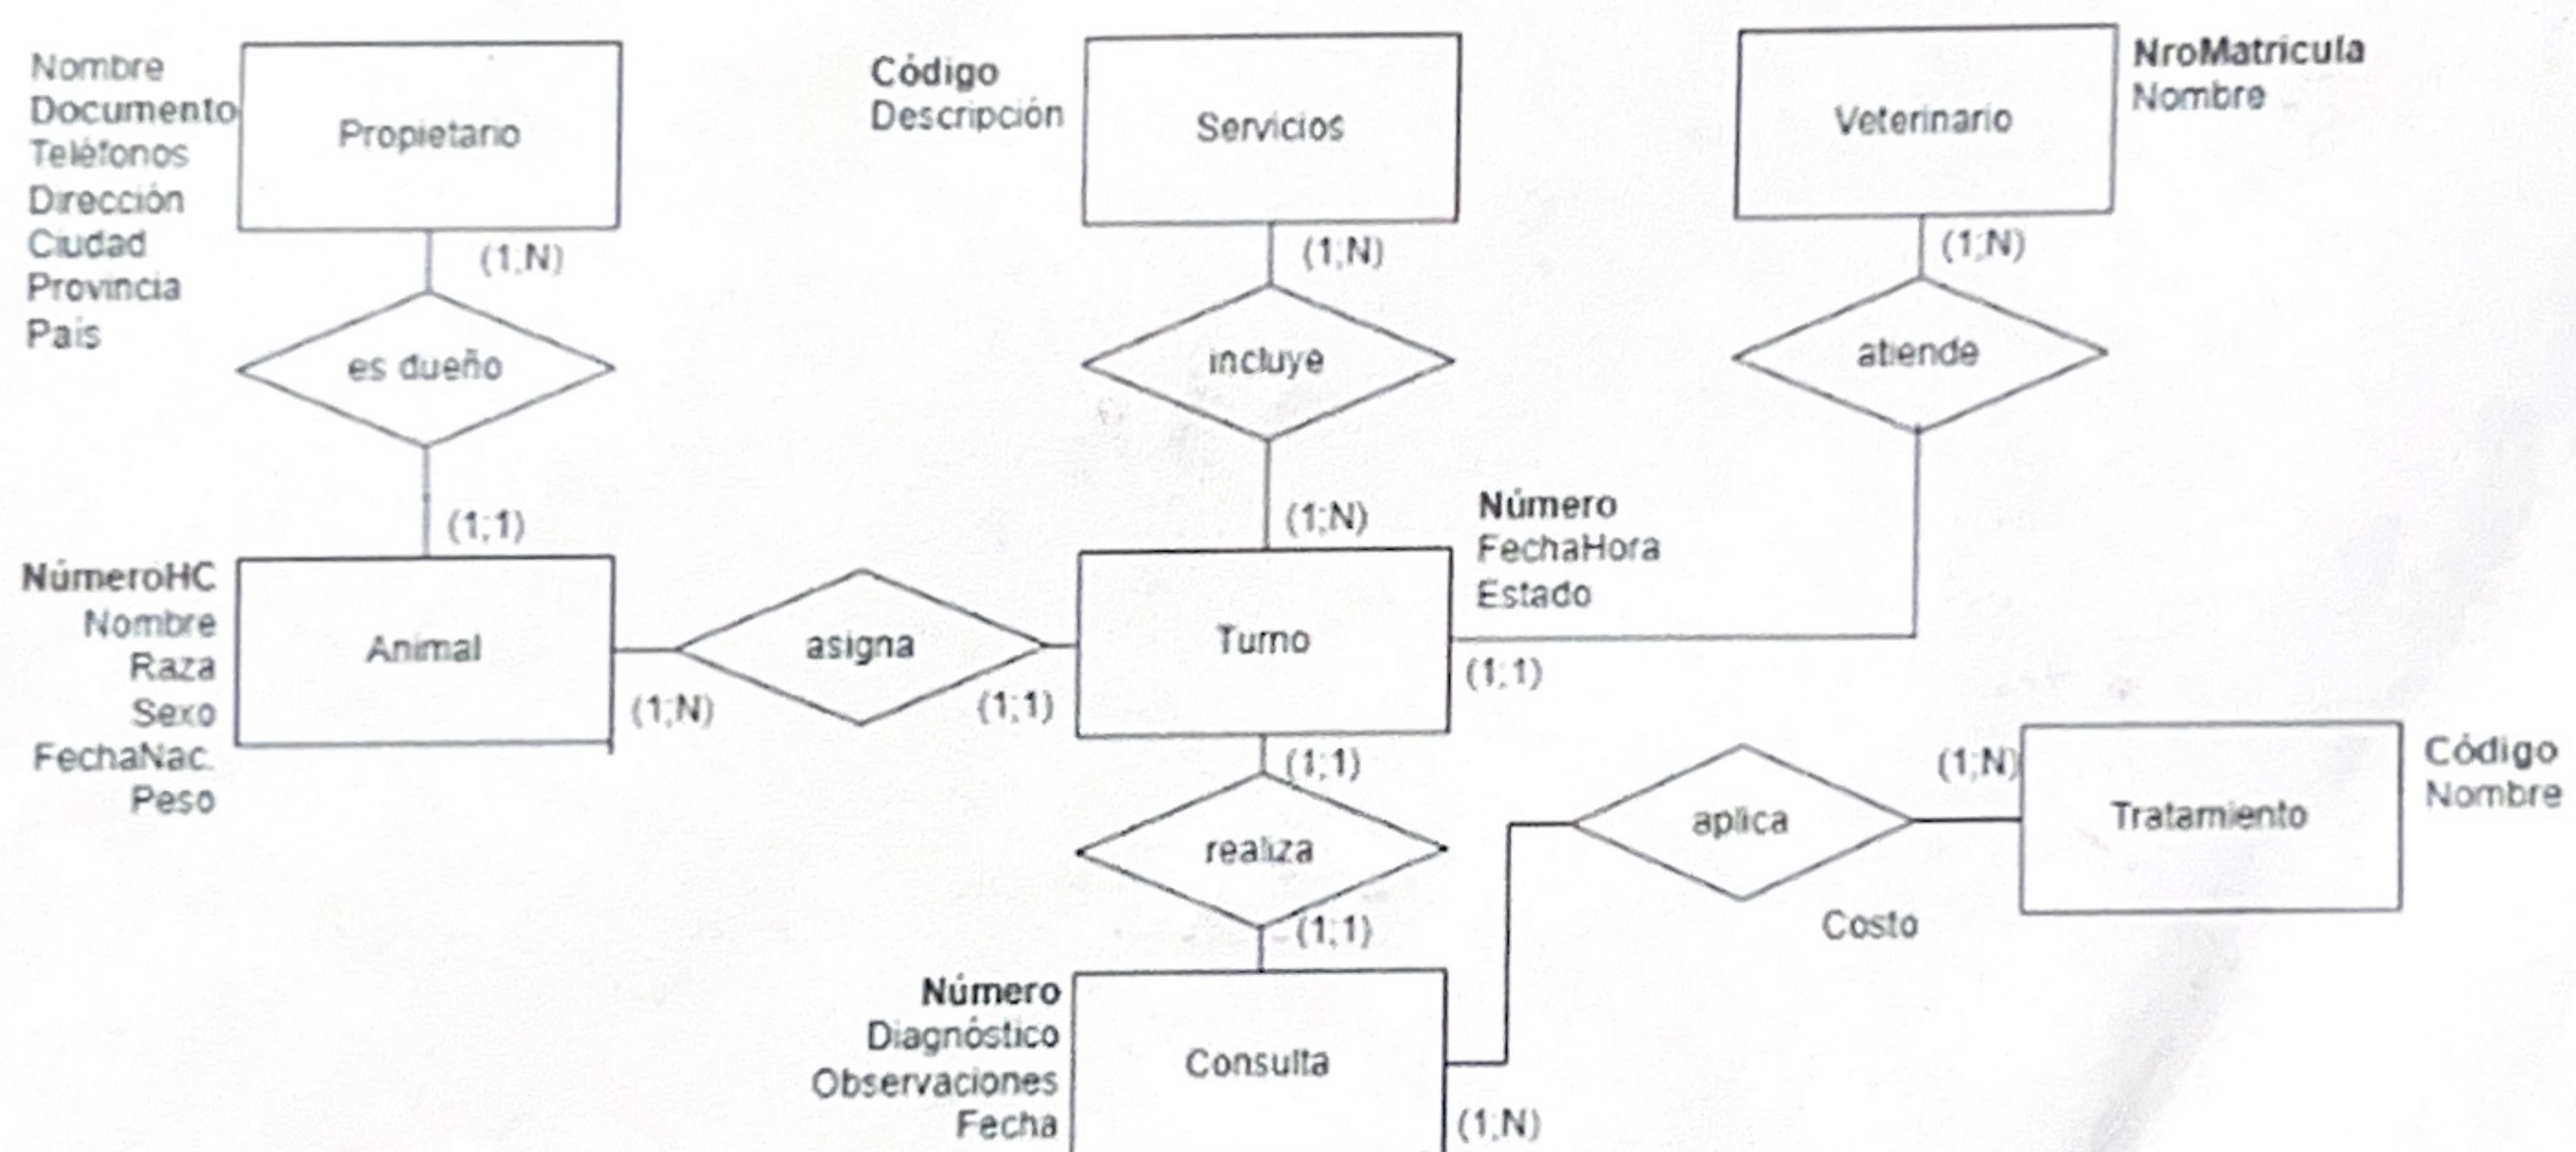 Nombre
Documento
Teléfonos
Dirección
Ciudad
Provincia
Pais
Propietario
(1;N)
es dueño
(1;1)
NúmeroHC
Nombre
Raza
Sexo
FechaNac.
Peso
Animal
(1;N)
asigna
(1;1)
Código
Descripción
Servicios
(1;N)
incluye
(1;N)
Número
FechaHora
Estado
Turno
(1;1)
NroMatricula
Nombre
Veterinario
(1;N)
atiende
(1;1)
realiza
(1;1)
Número
Diagnóstico
Observaciones
Fecha
Consulta
(1;N)
aplica
Costo
(1;N)
Tratamiento
Código
Nombre